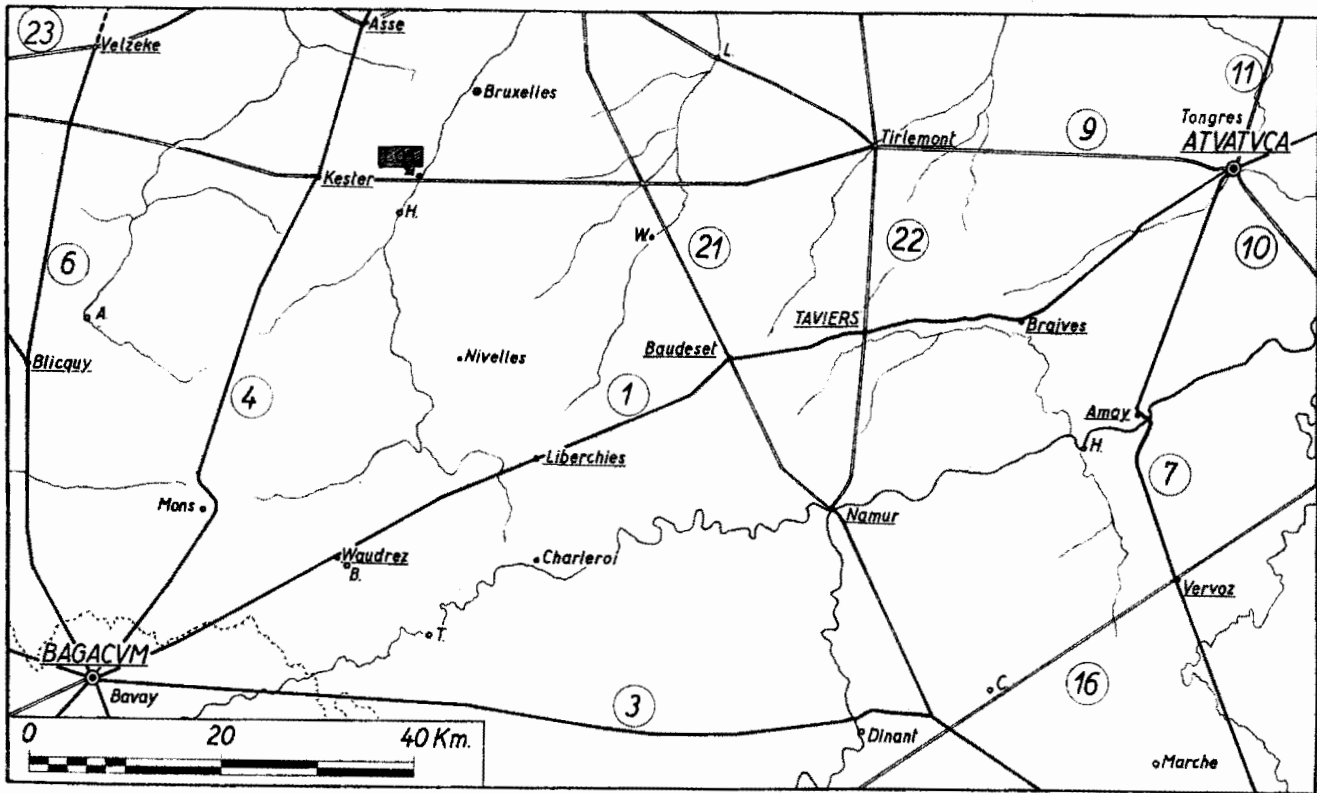 23
Velzeke
Asse
L.
11
Bruxelles
Tongres
ATVATVCA
9
Tirlemont
Kester
H.
W.
6
21
22
10
A.
TAVIERS
Braives
Blicquy
Nivelles
Baudeset
4
1
Amay
H.
Liberchies
7
Mons
Namur
Waudrez
B.
Charleroi
Vervoz
T.
BAGACVM
Bavay
C.
16
3
Dinant
Marche
0 20 40 Km.